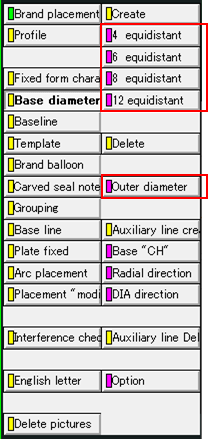 Brand placement Create
Profile 4 equidistant
6 equidistant
Fixed form chara 8 equidistant
Base diameter 12 equidistant
Baseline
Template Delete
Brand balloon
Carved seal note Outer diameter
Grouping
Base line Auxiliary line cre
Plate fixed Base "CH"
Arc placement Radial direction
Placement "modi DIA direction
Interference chec Auxiliary line Del
English letter Option
Delete pictures